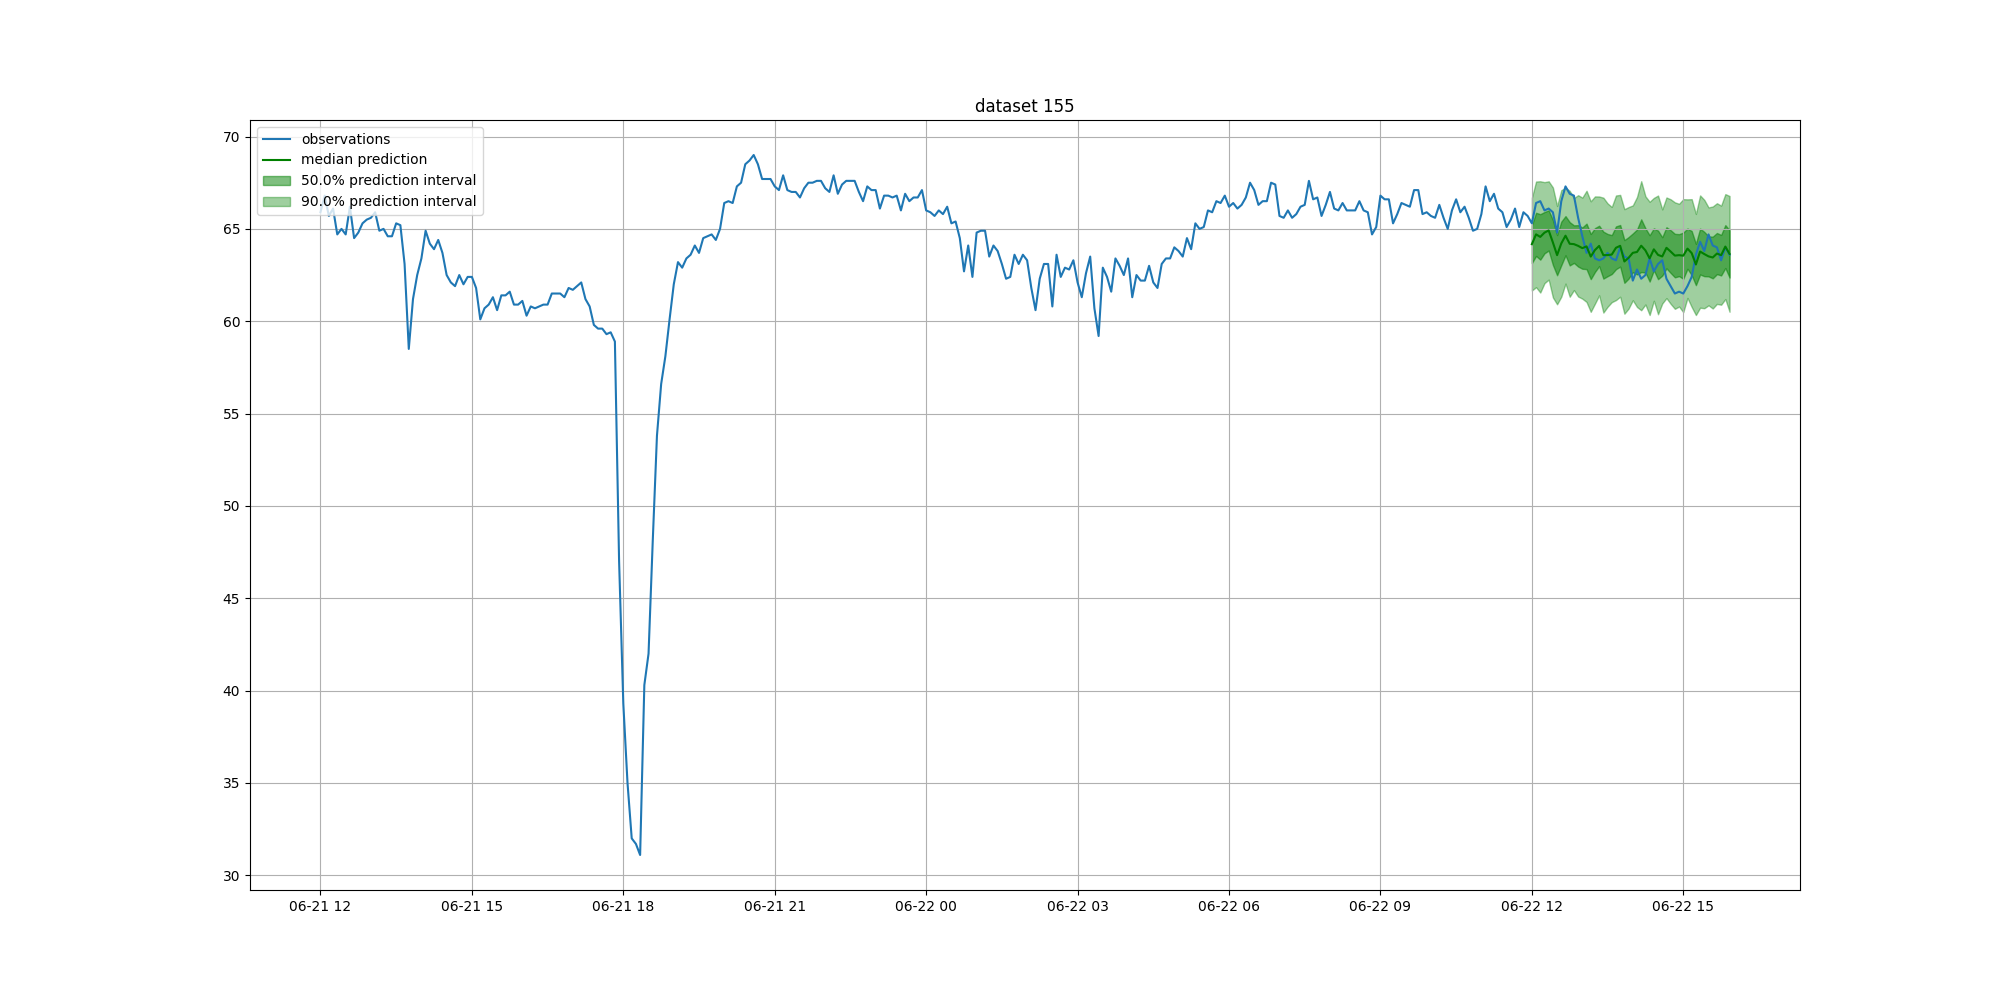 dataset 155
observations
median prediction
50.0% prediction interval
90.0% prediction interval
70
65
60
55
50
45
40
35
30
06-21 12 06-21 15 06-21 18 06-21 21 06-22 00 06-22 03 06-22 06 06-22 09 06-22 12 06-22 15